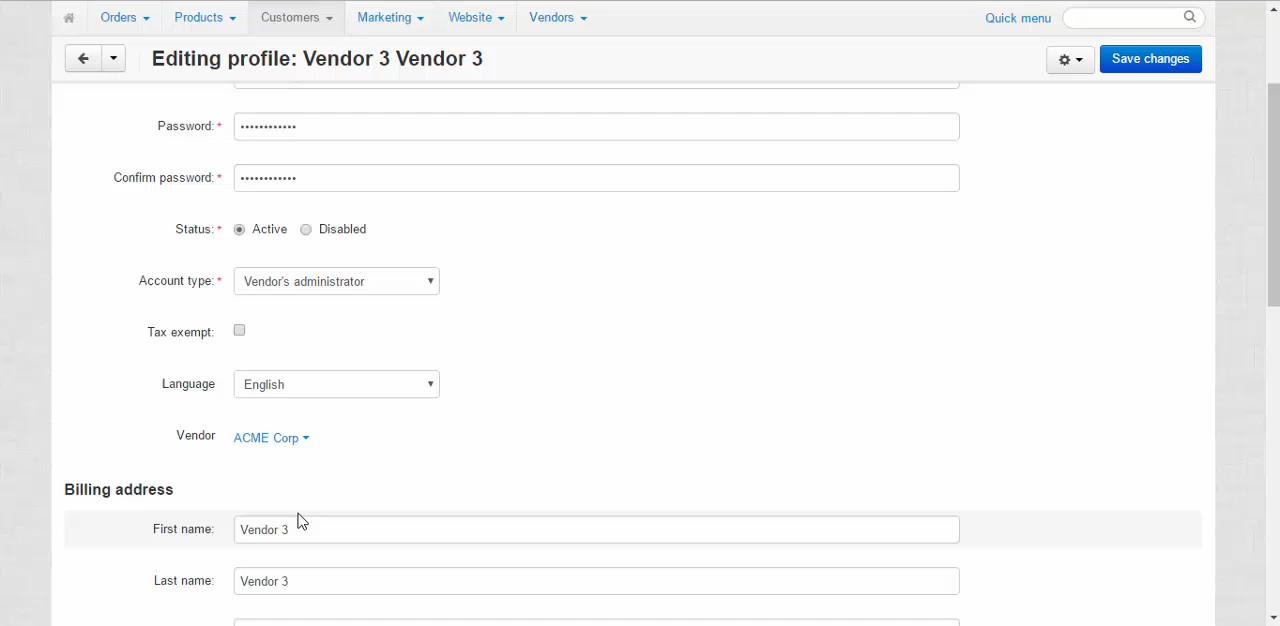 Orders Products Customers Marketing Website Vendors Quick menu
Editing profile: Vendor 3 Vendor 3 Save changes
Password: * ••••••••••••
Confirm password: * ••••••••••••
Status: * Active Disabled
Account type: * Vendor's administrator
Tax exempt:
Language English
Vendor ACME Corp
Billing address
First name: Vendor 3
Last name: Vendor 3